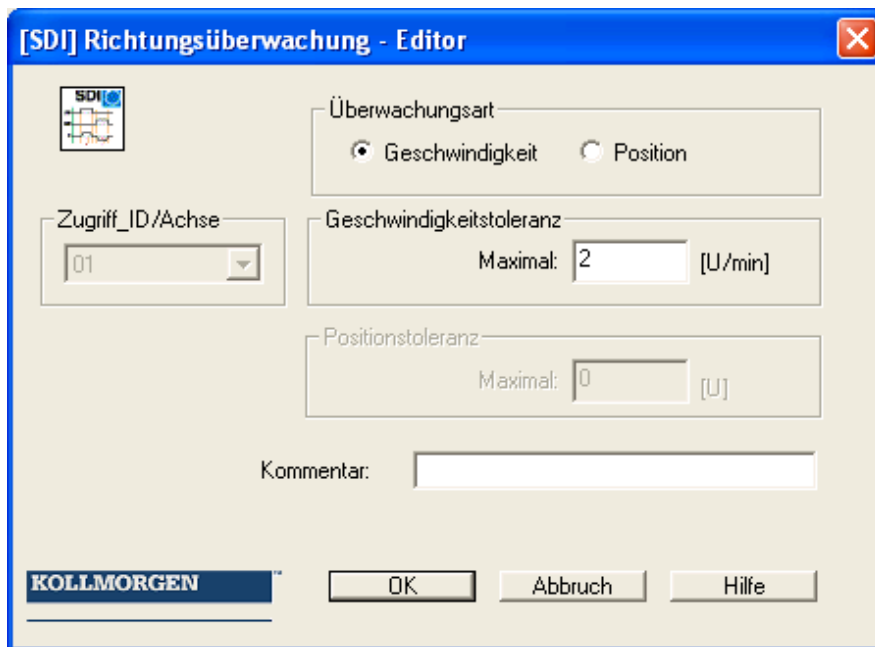 [SDI] Richtungsüberwachung - Editor
SDI
Überwachungsart
Geschwindigkeit Position
Zugriff_ID/Achse
01
Geschwindigkeitstoleranz
Maximal: 2 [U/min]
Positionstoleranz
Maximal: 0 [U]
Kommentar:
KOLLMORGEN™
OK Abbruch Hilfe